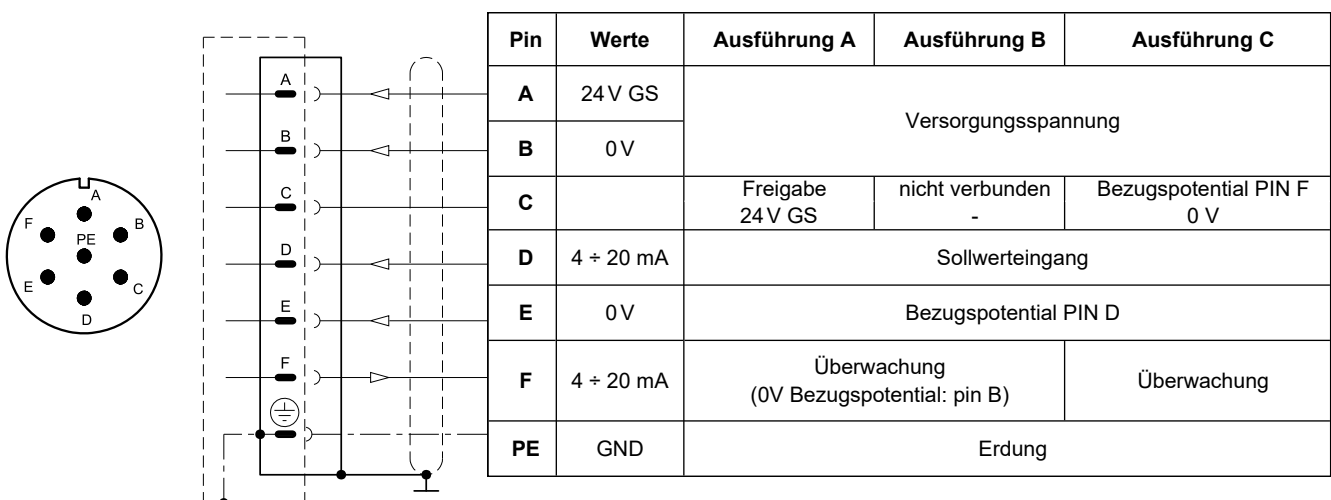 A
B
C
D
E
F
PE
A
B
C
D
E
F
Pin Werte Ausführung A Ausführung B Ausführung C
A 24 V GS Versorgungsspannung
B 0 V
C Freigabe 24 V GS nicht verbunden - Bezugspotential PIN F 0 V
D 4 ÷ 20 mA Sollwerteingang
E 0 V Bezugspotential PIN D
F 4 ÷ 20 mA Überwachung (0V Bezugspotential: pin B) Überwachung
PE GND Erdung